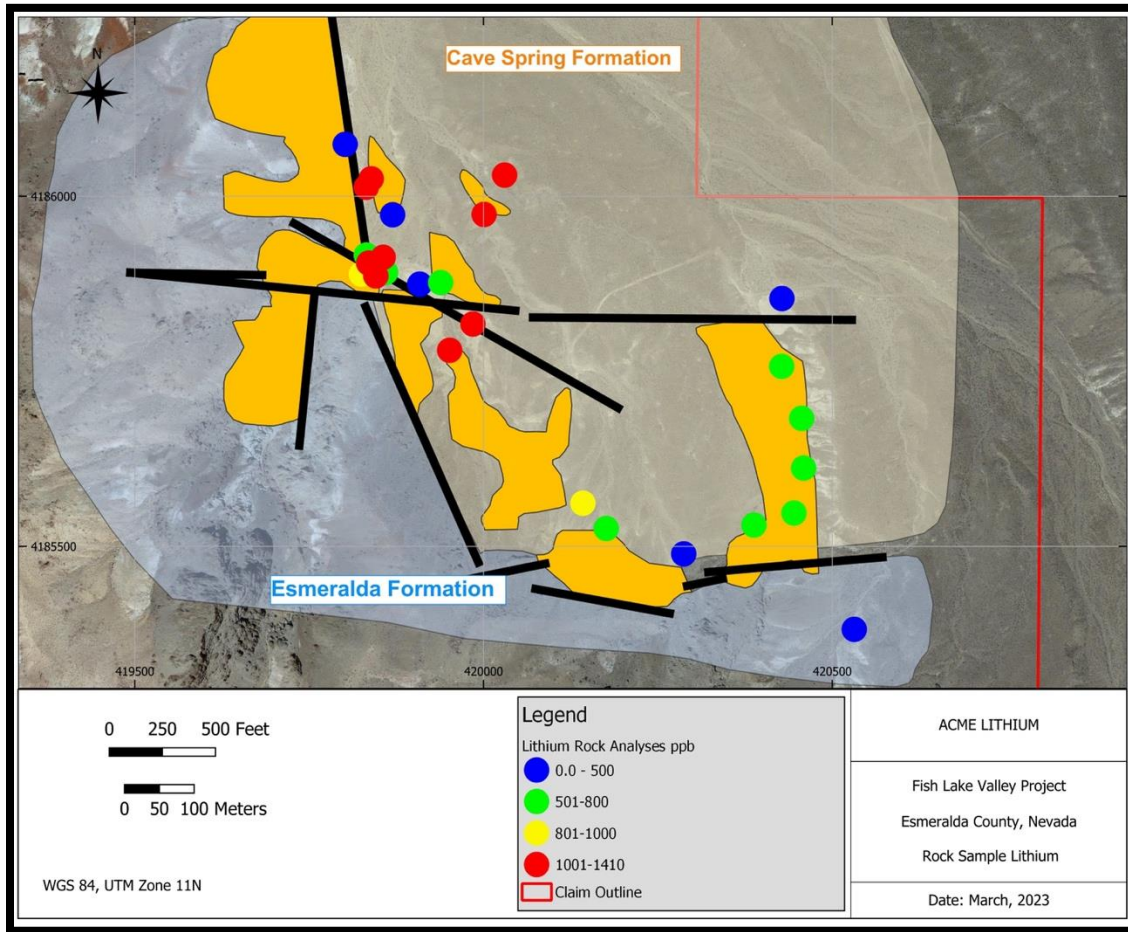 Cave Spring Formation
N
4186000
4185500
Esmeralda Formation
419500
420000
420500
0 250 500 Feet
0 50 100 Meters
WGS 84, UTM Zone 11N
Legend
Lithium Rock Analyses ppb
0.0 - 500
501-800
801-1000
1001-1410
Claim Outline
ACME LITHIUM
Fish Lake Valley Project
Esmeralda County, Nevada
Rock Sample Lithium
Date: March, 2023